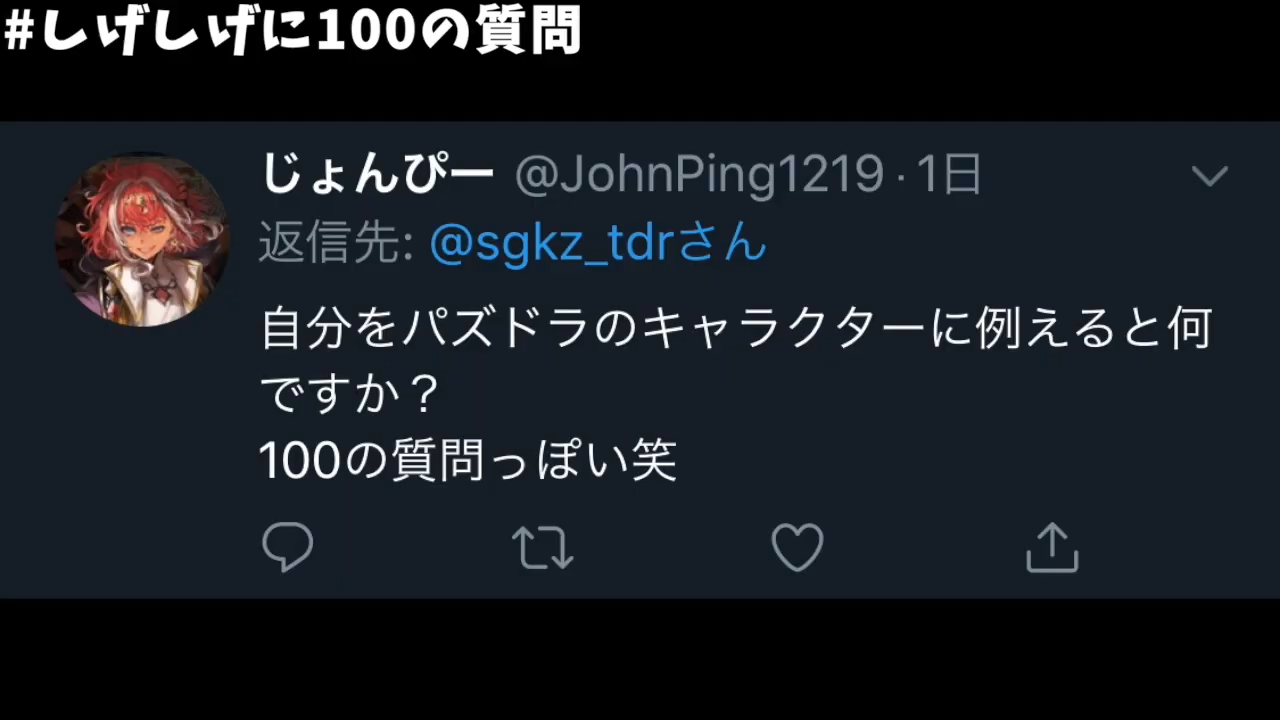 #しげしげに100の質問
じょんぴー @JohnPing1219·1日
返信先: @sgkz_tdrさん
自分をパズドラのキャラクターに例えると何
ですか？
100の質問っぽい笑